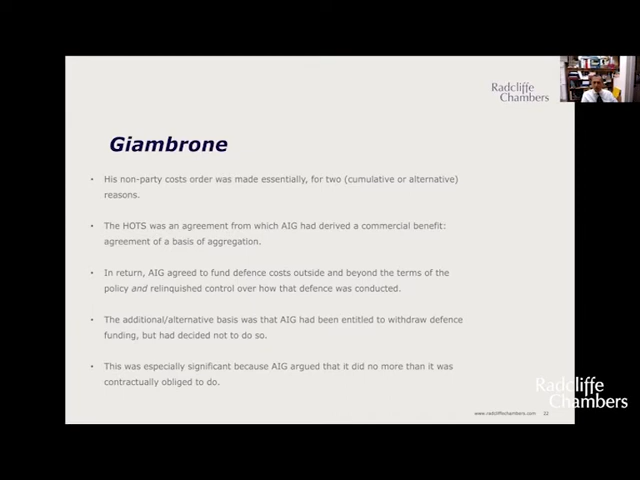 Radcliffe
Chambers
Giambrone
• His non-party costs order was made essentially, for two (cumulative or alternative)
reasons.
• The HOTS was an agreement from which AIG had derived a commercial benefit:
agreement of a basis of aggregation.
• In return, AIG agreed to fund defence costs outside and beyond the terms of the
policy and relinquished control over how that defence was conducted.
• The additional/alternative basis was that AIG had been entitled to withdraw defence
funding, but had decided not to do so.
• This was especially significant because AIG argued that it did no more than it was
contractually obliged to do.
Radcliffe
Chambers
www.radcliffechambers.com 22